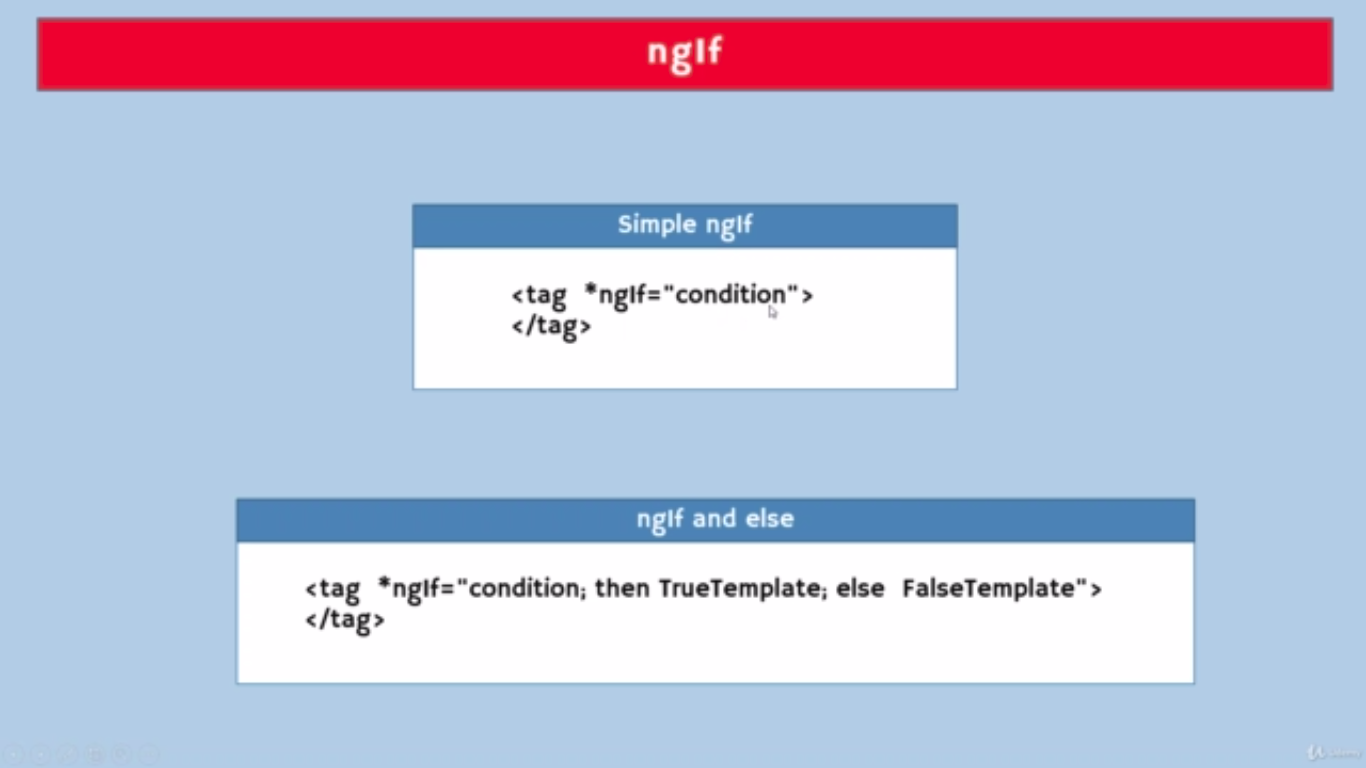 ngIf
Simple ngIf
<tag *ngIf="condition">
</tag>
ngIf and else
<tag *ngIf="condition; then TrueTemplate; else FalseTemplate">
</tag>